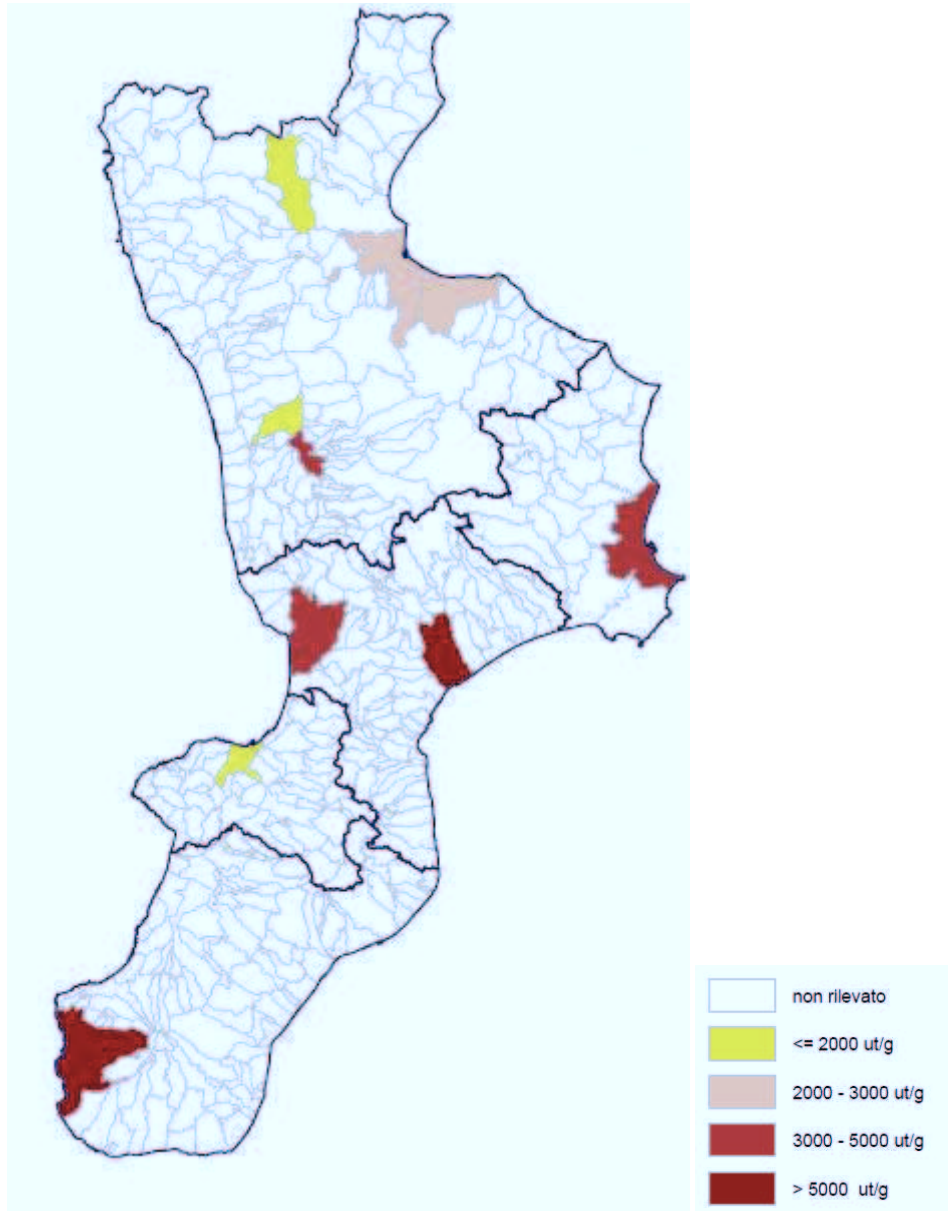 non rilevato
<= 2000 ut/g
2000 - 3000 ut/g
3000 - 5000 ut/g
> 5000 ut/g